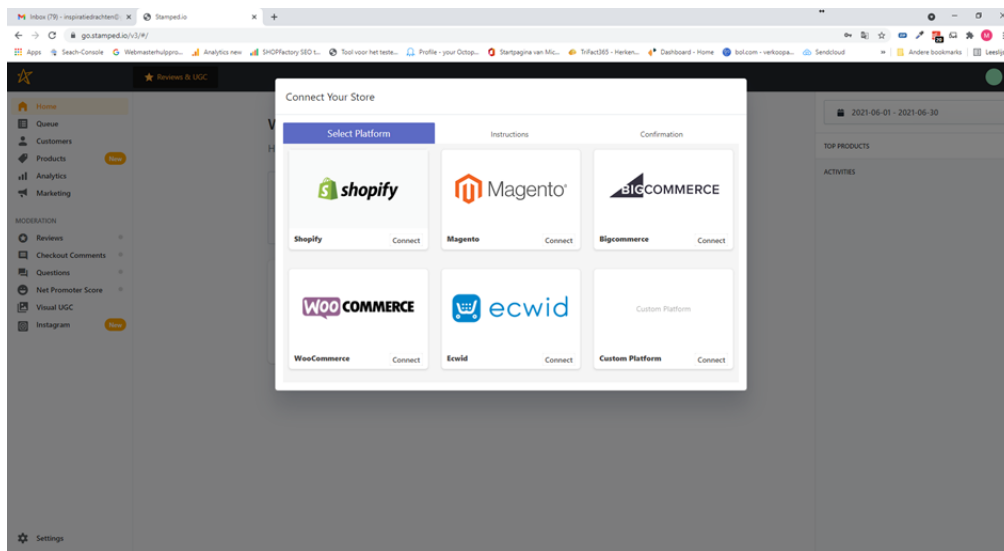 Inbox (79) - inspiratiedrachten@
Stamped.io
go.stamped.io/v3/#/
Apps
Seach-Console
Webmasterhulppro...
Analytics new
SHOPFactory SEO t...
Tool voor het teste...
Profile - your Octop...
Startpagina van Mic...
TriFact365 - Herken...
Dashboard - Home
bol.com - verkoopa...
Sendcloud
»
Andere bookmarks
Leeslij
Reviews & UGC
Home
Queue
Customers
Products New
Analytics
Marketing
MODERATION
Reviews
Checkout Comments
Questions
Net Promoter Score
Visual UGC
Instagram New
Settings
Connect Your Store
Select Platform
Instructions
Confirmation
shopify
Shopify Connect
Magento
Magento Connect
BIGCOMMERCE
Bigcommerce Connect
WOO COMMERCE
WooCommerce Connect
ecwid
Ecwid Connect
Custom Platform
Custom Platform Connect
2021-06-01 - 2021-06-30
TOP PRODUCTS
ACTIVITIES